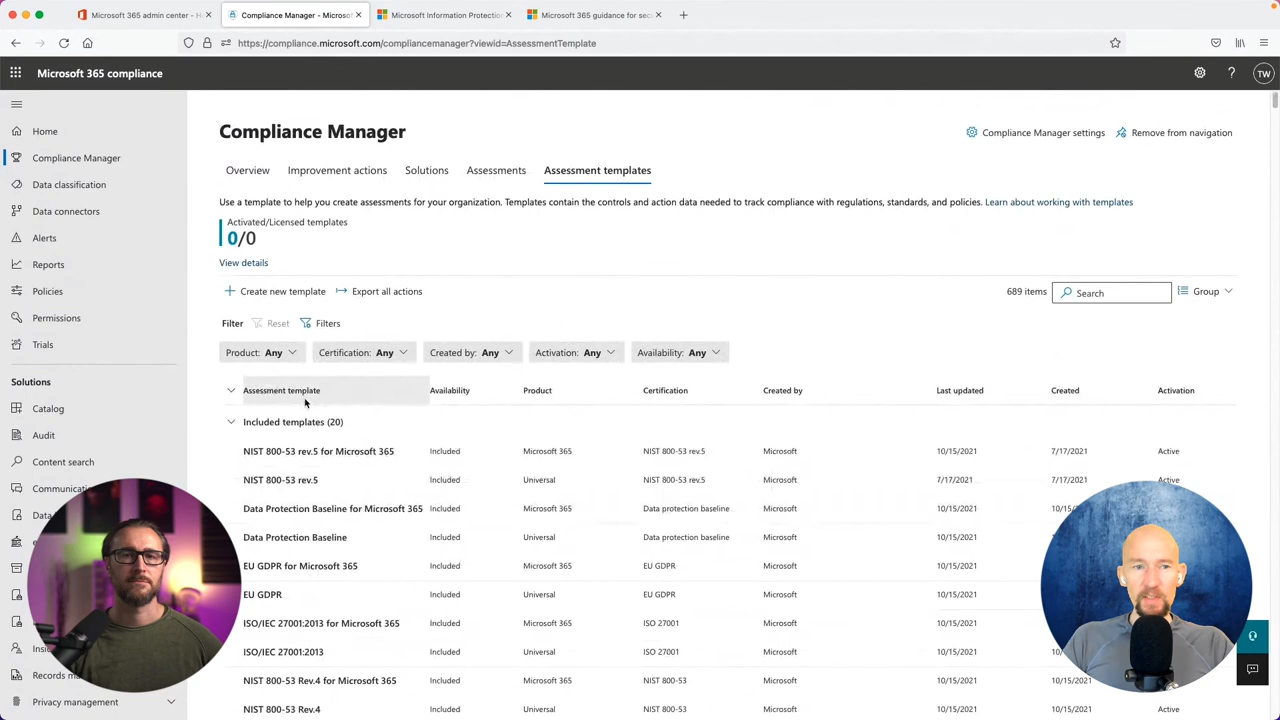 Microsoft 365 admin center - H
Compliance Manager - Microsof
Microsoft Information Protection
Microsoft 365 guidance for sec
https://compliance.microsoft.com/compliancemanager?viewid=AssessmentTemplate
Microsoft 365 compliance
TW
Home
Compliance Manager
Data classification
Data connectors
Alerts
Reports
Policies
Permissions
Trials
Solutions
Catalog
Audit
Content search
Privacy management
Compliance Manager
Compliance Manager settings
Remove from navigation
Overview
Improvement actions
Solutions
Assessments
Assessment templates
Use a template to help you create assessments for your organization. Templates contain the controls and action data needed to track compliance with regulations, standards, and policies. Learn about working with templates
Activated/Licensed templates
0/0
View details
Create new template
Export all actions
689 items
Search
Group
Filter Reset Filters
Product: Any Certification: Any Created by: Any Activation: Any Availability: Any
Assessment template Availability Product Certification Created by Last updated Created Activation
Included templates (20)
NIST 800-53 rev.5 for Microsoft 365 Included Microsoft 365 NIST 800-53 rev.5 Microsoft 10/15/2021 7/17/2021 Active
NIST 800-53 rev.5 Included Universal NIST 800-53 rev.5 Microsoft 7/17/2021 7/17/2021 Active
Data Protection Baseline for Microsoft 365 Included Microsoft 365 Data protection baseline Microsoft 10/15/2021
Data Protection Baseline Included Universal Data protection baseline Microsoft 10/15/2021
EU GDPR for Microsoft 365 Included Microsoft 365 EU GDPR Microsoft 10/15/2021
EU GDPR Included Universal EU GDPR Microsoft 10/15/2021
ISO/IEC 27001:2013 for Microsoft 365 Included Microsoft 365 ISO 27001 Microsoft 10/15/2021
ISO/IEC 27001:2013 Included Universal ISO 27001 Microsoft 10/15/2021
NIST 800-53 Rev.4 for Microsoft 365 Included Microsoft 365 NIST 800-53 Microsoft 10/15/2021
NIST 800-53 Rev.4 Included Universal NIST 800-53 Microsoft 10/15/2021